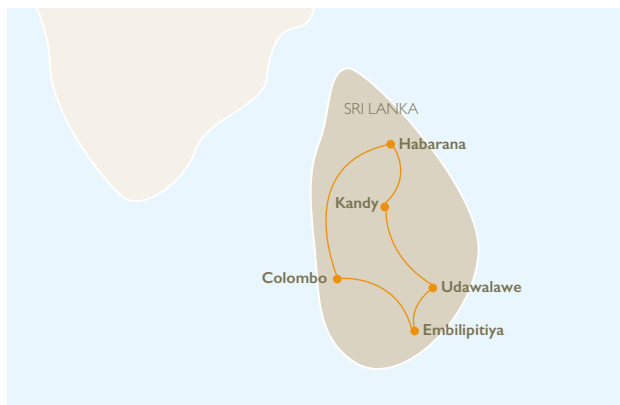 SRI LANKA
Habarana
Kandy
Colombo
Udawalawe
Embilipitiya